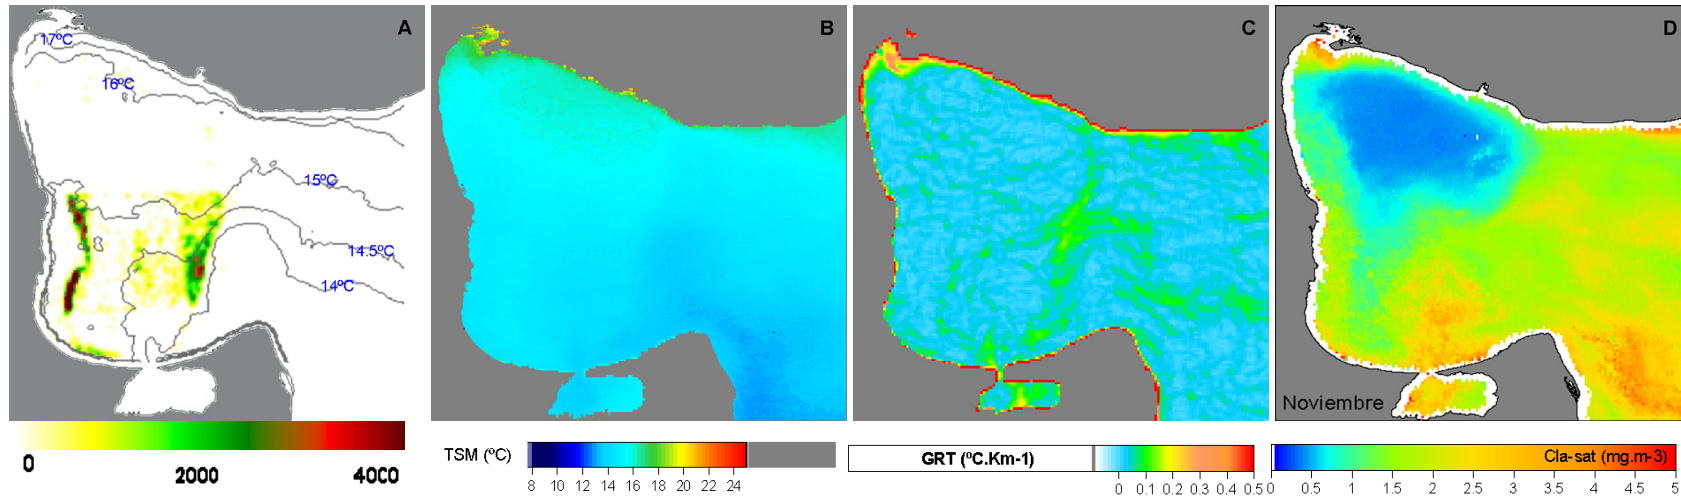 A
17ºC
16ºC
15ºC
14.5ºC
14ºC
0 2000 4000
B
TSM (ºC)
8 10 12 14 16 18 20 22 24
C
GRT (ºC.Km-1)
0 0.1 0.2 0.3 0.4 0.5
D
Noviembre
Cla-sat (mg.m-3)
0 0.5 1 1.5 2 2.5 3 3.5 4 4.5 5